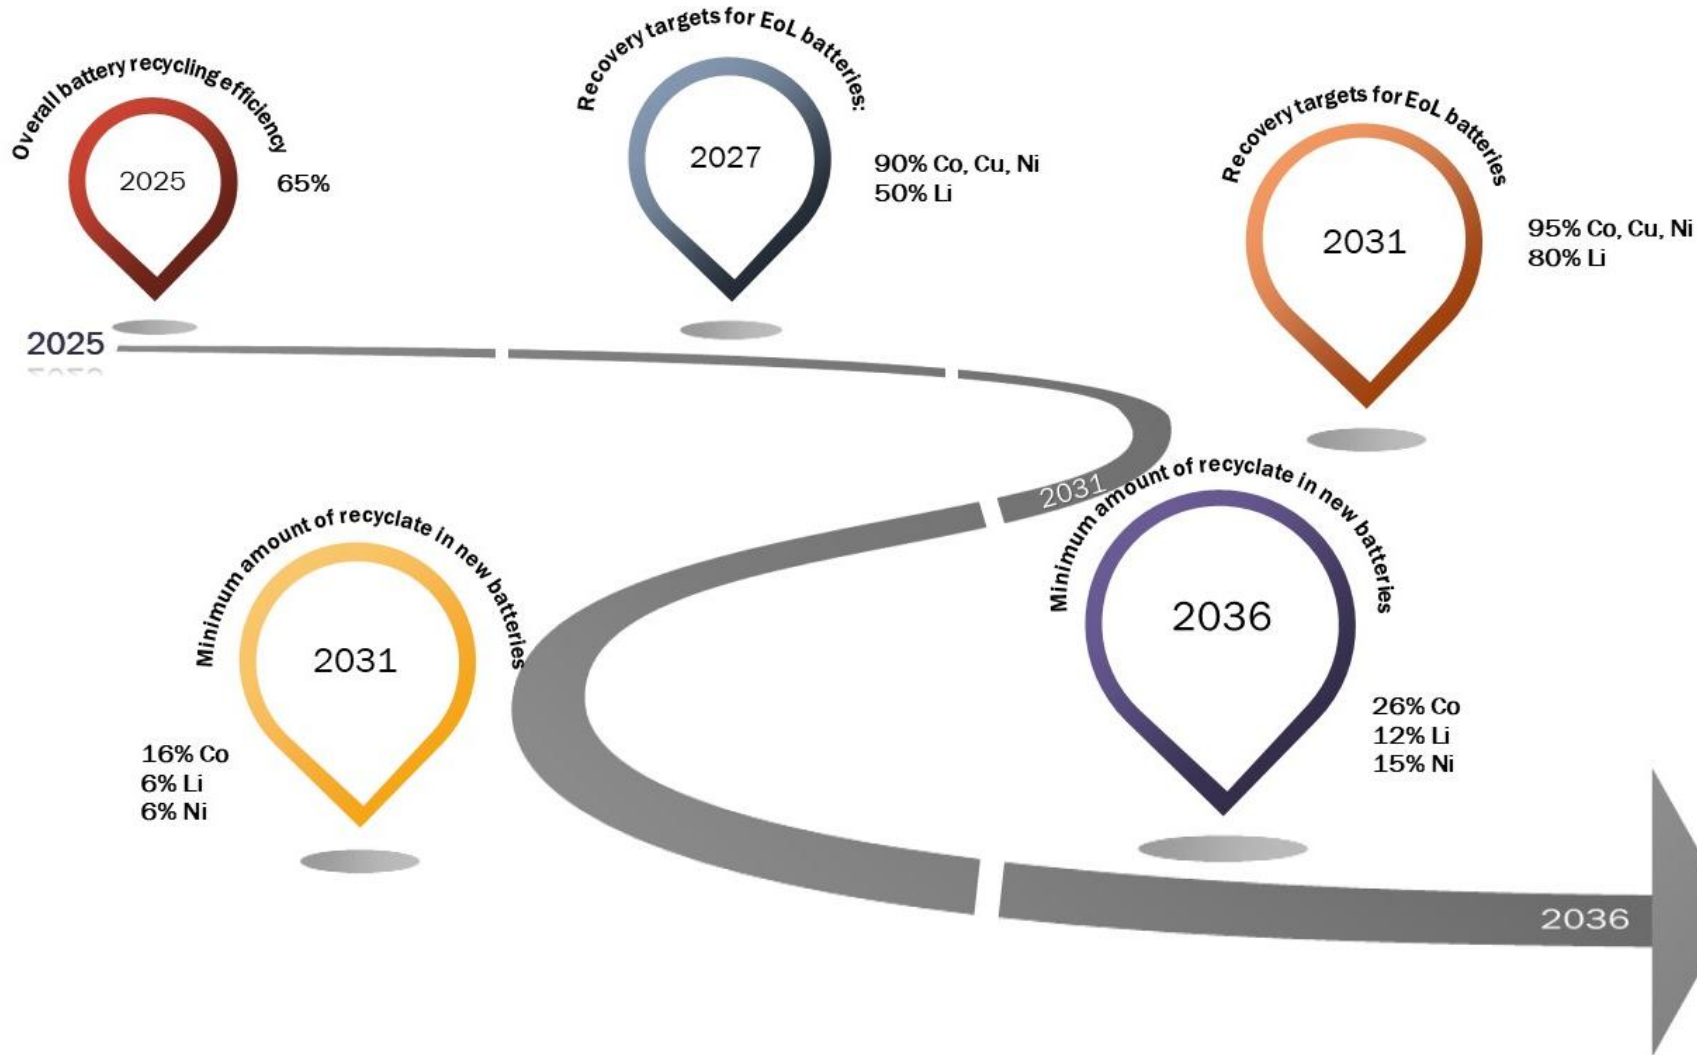 Overall battery recycling efficiency
2025
65%
Recovery targets for EoL batteries:
2027
90% Co, Cu, Ni
50% Li
Recovery targets for EoL batteries
2031
95% Co, Cu, Ni
80% Li
2025
2031
Minimum amount of recyclate in new batteries
2031
16% Co
6% Li
6% Ni
Minimum amount of recyclate in new batteries
2036
26% Co
12% Li
15% Ni
2036